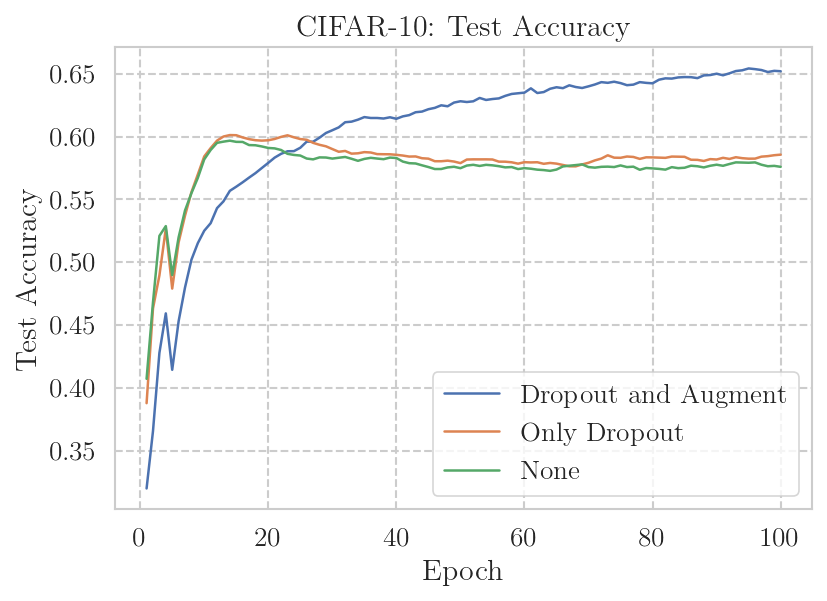 CIFAR-10: Test Accuracy
Test Accuracy
0.65
0.60
0.55
0.50
0.45
0.40
0.35
Dropout and Augment
Only Dropout
None
0
20
40
60
80
100
Epoch